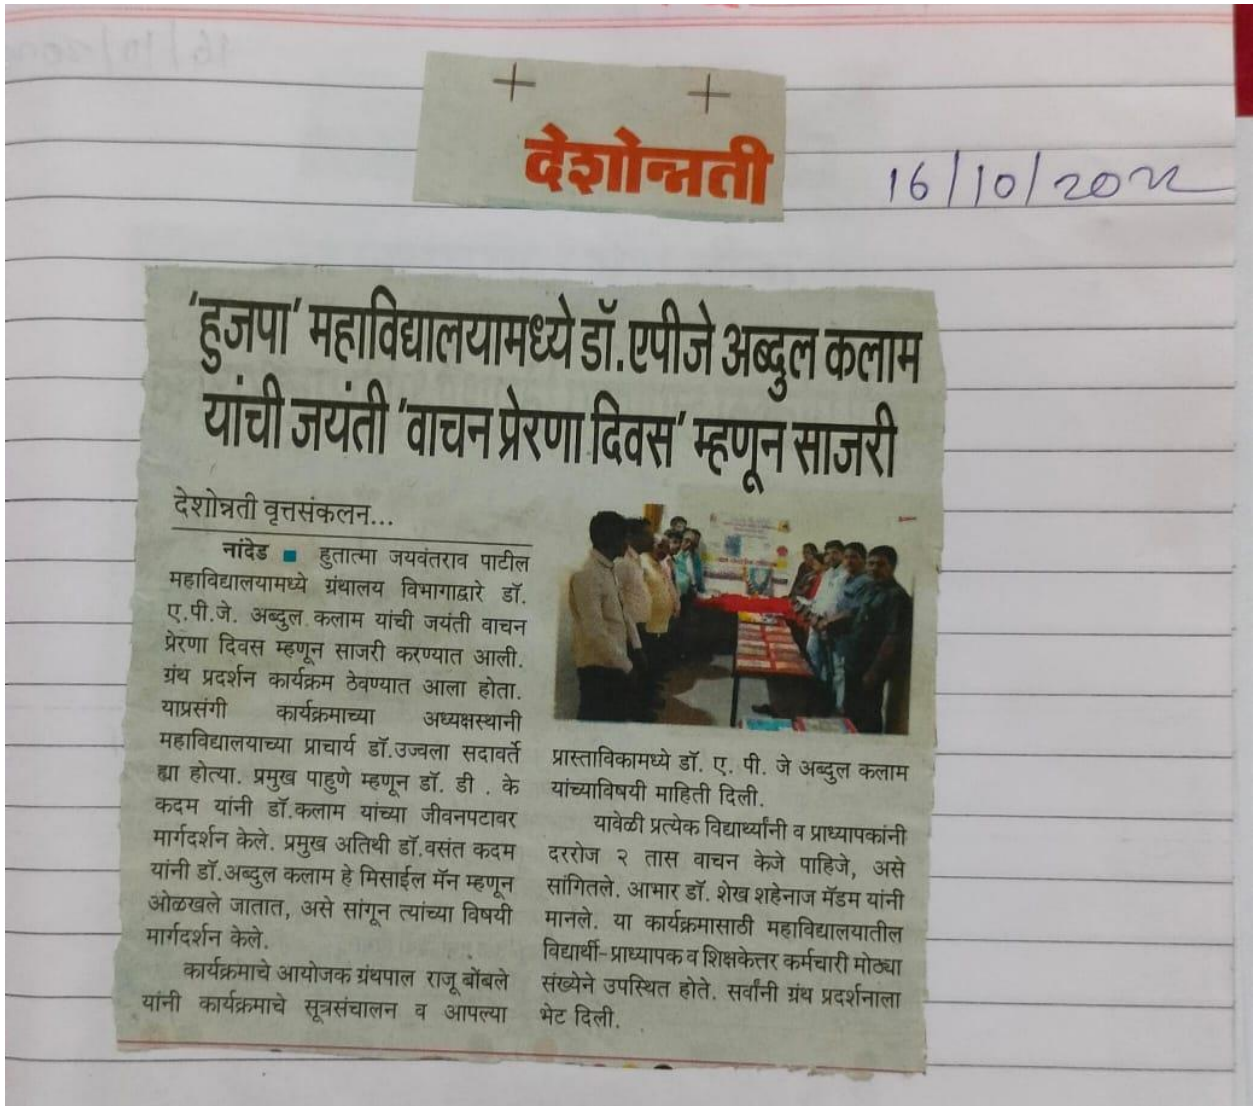 देशोन्नती
16/10/2022
'हुजपा' महाविद्यालयामध्ये डॉ.एपीजे अब्दुल कलाम
यांची जयंती 'वाचन प्रेरणा दिवस' म्हणून साजरी
देशोन्नती वृत्तसंकलन...
नांदेड ■ हुतात्मा जयवंतराव पाटील
महाविद्यालयामध्ये ग्रंथालय विभागाद्वारे डॉ.
ए.पी.जे. अब्दुल कलाम यांची जयंती वाचन
प्रेरणा दिवस म्हणून साजरी करण्यात आली.
ग्रंथ प्रदर्शन कार्यक्रम ठेवण्यात आला होता.
याप्रसंगी कार्यक्रमाच्या अध्यक्षस्थानी
महाविद्यालयाच्या प्राचार्य डॉ.उज्वला सदावर्ते
ह्या होत्या. प्रमुख पाहुणे म्हणून डॉ. डी . के
कदम यांनी डॉ.कलाम यांच्या जीवनपटावर
मार्गदर्शन केले. प्रमुख अतिथी डॉ.वसंत कदम
यांनी डॉ.अब्दुल कलाम हे मिसाईल मॅन म्हणून
ओळखले जातात, असे सांगून त्यांच्या विषयी
मार्गदर्शन केले.
कार्यक्रमाचे आयोजक ग्रंथपाल राजू बोंबले
यांनी कार्यक्रमाचे सूत्रसंचालन व आपल्या
प्रास्ताविकामध्ये डॉ. ए. पी. जे अब्दुल कलाम
यांच्याविषयी माहिती दिली.
यावेळी प्रत्येक विद्यार्थ्यांनी व प्राध्यापकांनी
दररोज २ तास वाचन केजे पाहिजे, असे
सांगितले. आभार डॉ. शेख शहेनाज मॅडम यांनी
मानले. या कार्यक्रमासाठी महाविद्यालयातील
विद्यार्थी-प्राध्यापक व शिक्षकेत्तर कर्मचारी मोठ्या
संख्येने उपस्थित होते. सर्वांनी ग्रंथ प्रदर्शनाला
भेट दिली.